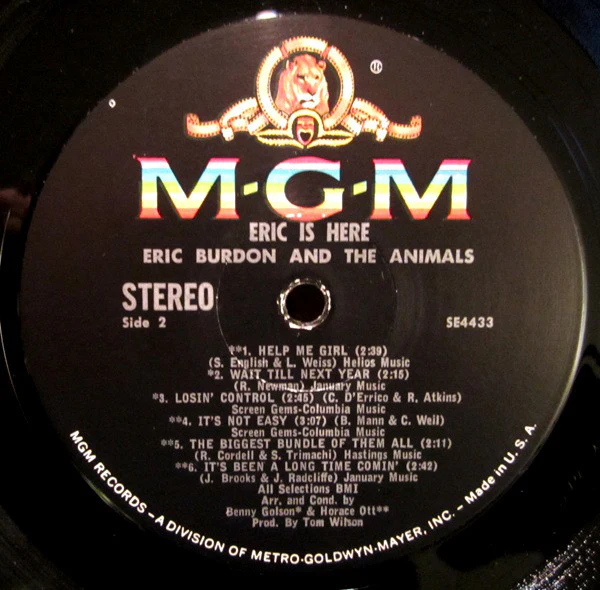 M·G·M
ERIC IS HERE
ERIC BURDON AND THE ANIMALS
STEREO
Side 2
SE4433
**1. HELP ME GIRL (2:39)
(S. English & L. Weiss) Helios Music
*2. WAIT TILL NEXT YEAR (2:15)
(R. Newman) January Music
*3. LOSIN' CONTROL (2:45) (C. D'Errico & R. Atkins)
Screen Gems-Columbia Music
**4. IT'S NOT EASY (3:07) (B. Mann & C. Weil)
Screen Gems-Columbia Music
**5. THE BIGGEST BUNDLE OF THEM ALL (2:11)
(R. Cordell & S. Trimachi) Hastings Music
**6. IT'S BEEN A LONG TIME COMIN' (2:42)
(J. Brooks & J. Radcliffe) January Music
All Selections BMI
Arr. and Cond. by
Benny Golson* & Horace Ott**
Prod. By Tom Wilson
MGM RECORDS – A DIVISION OF METRO-GOLDWYN-MAYER, INC. – Made in U.S.A.